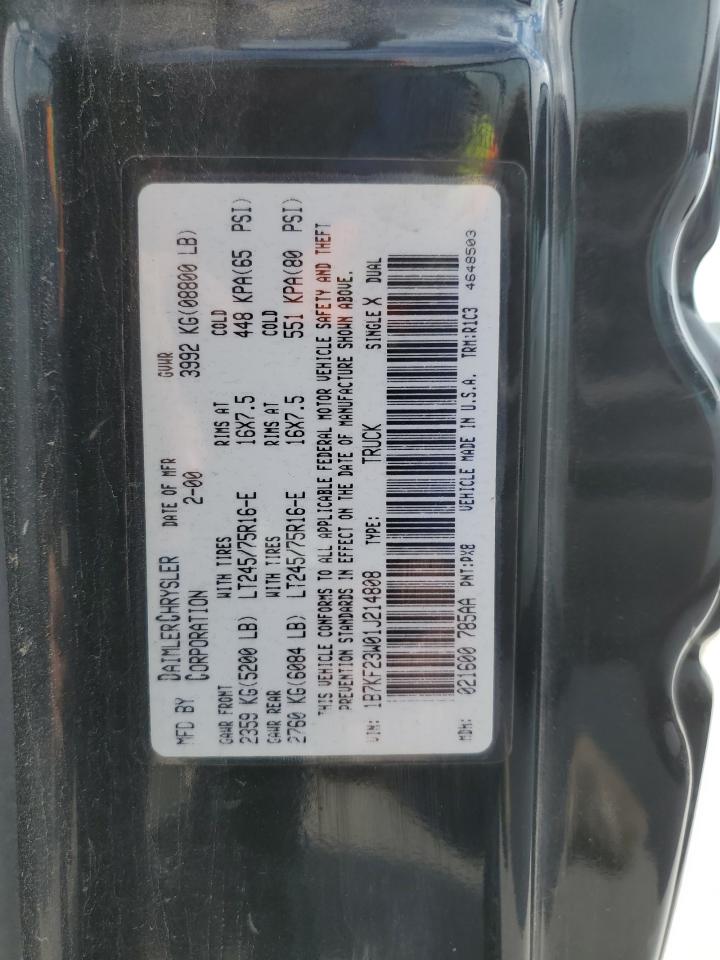 MFD BY DAIMLERCHRYSLER CORPORATION DATE OF MFR 2-00 GVWR 3992 KG(08800 LB)
GAWR FRONT WITH TIRES RIMS AT COLD
2359 KG(5200 LB) LT245/75R16-E 16X7.5 448 KPA(65 PSI)
GAWR REAR WITH TIRES RIMS AT COLD
2760 KG(6084 LB) LT245/75R16-E 16X7.5 551 KPA(80 PSI)
THIS VEHICLE CONFORMS TO ALL APPLICABLE FEDERAL MOTOR VEHICLE SAFETY AND THEFT
PREVENTION STANDARDS IN EFFECT ON THE DATE OF MANUFACTURE SHOWN ABOVE.
VIN: 1B7KF23W01J214808 TYPE: TRUCK SINGLE X DUAL
MDH: 021600 785AA PNT:PX8 VEHICLE MADE IN U.S.A. TRM:R1C3
4648503